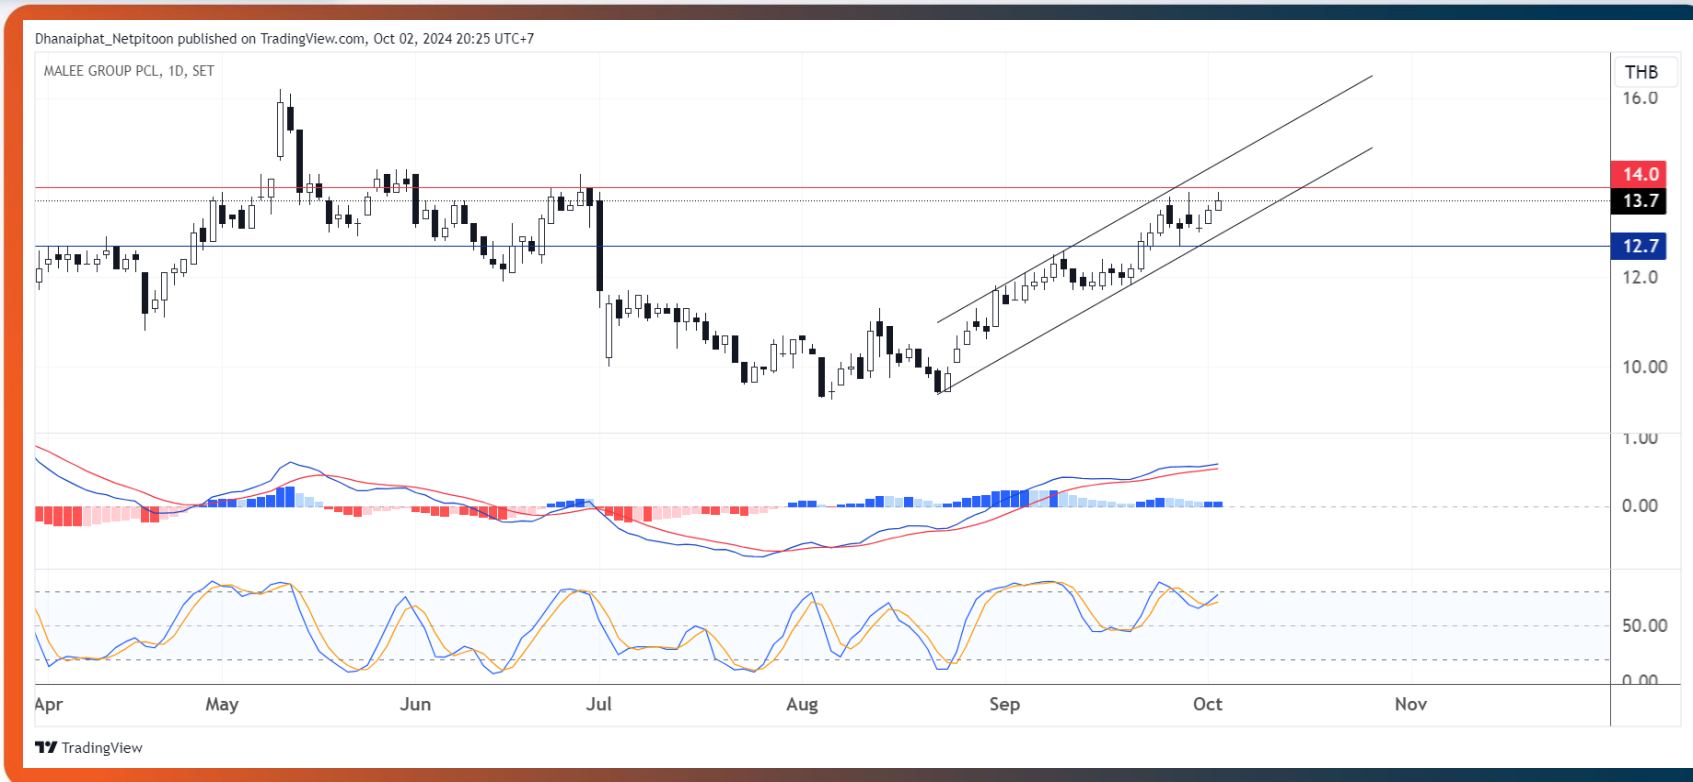 Dhanaiphat_Netpitoon published on TradingView.com, Oct 02, 2024 20:25 UTC+7
MALEE GROUP PCL, 1D, SET
THB
16.0
14.0
13.7
12.7
12.0
10.00
1.00
0.00
50.00
0.00
Apr May Jun Jul Aug Sep Oct Nov
TradingView